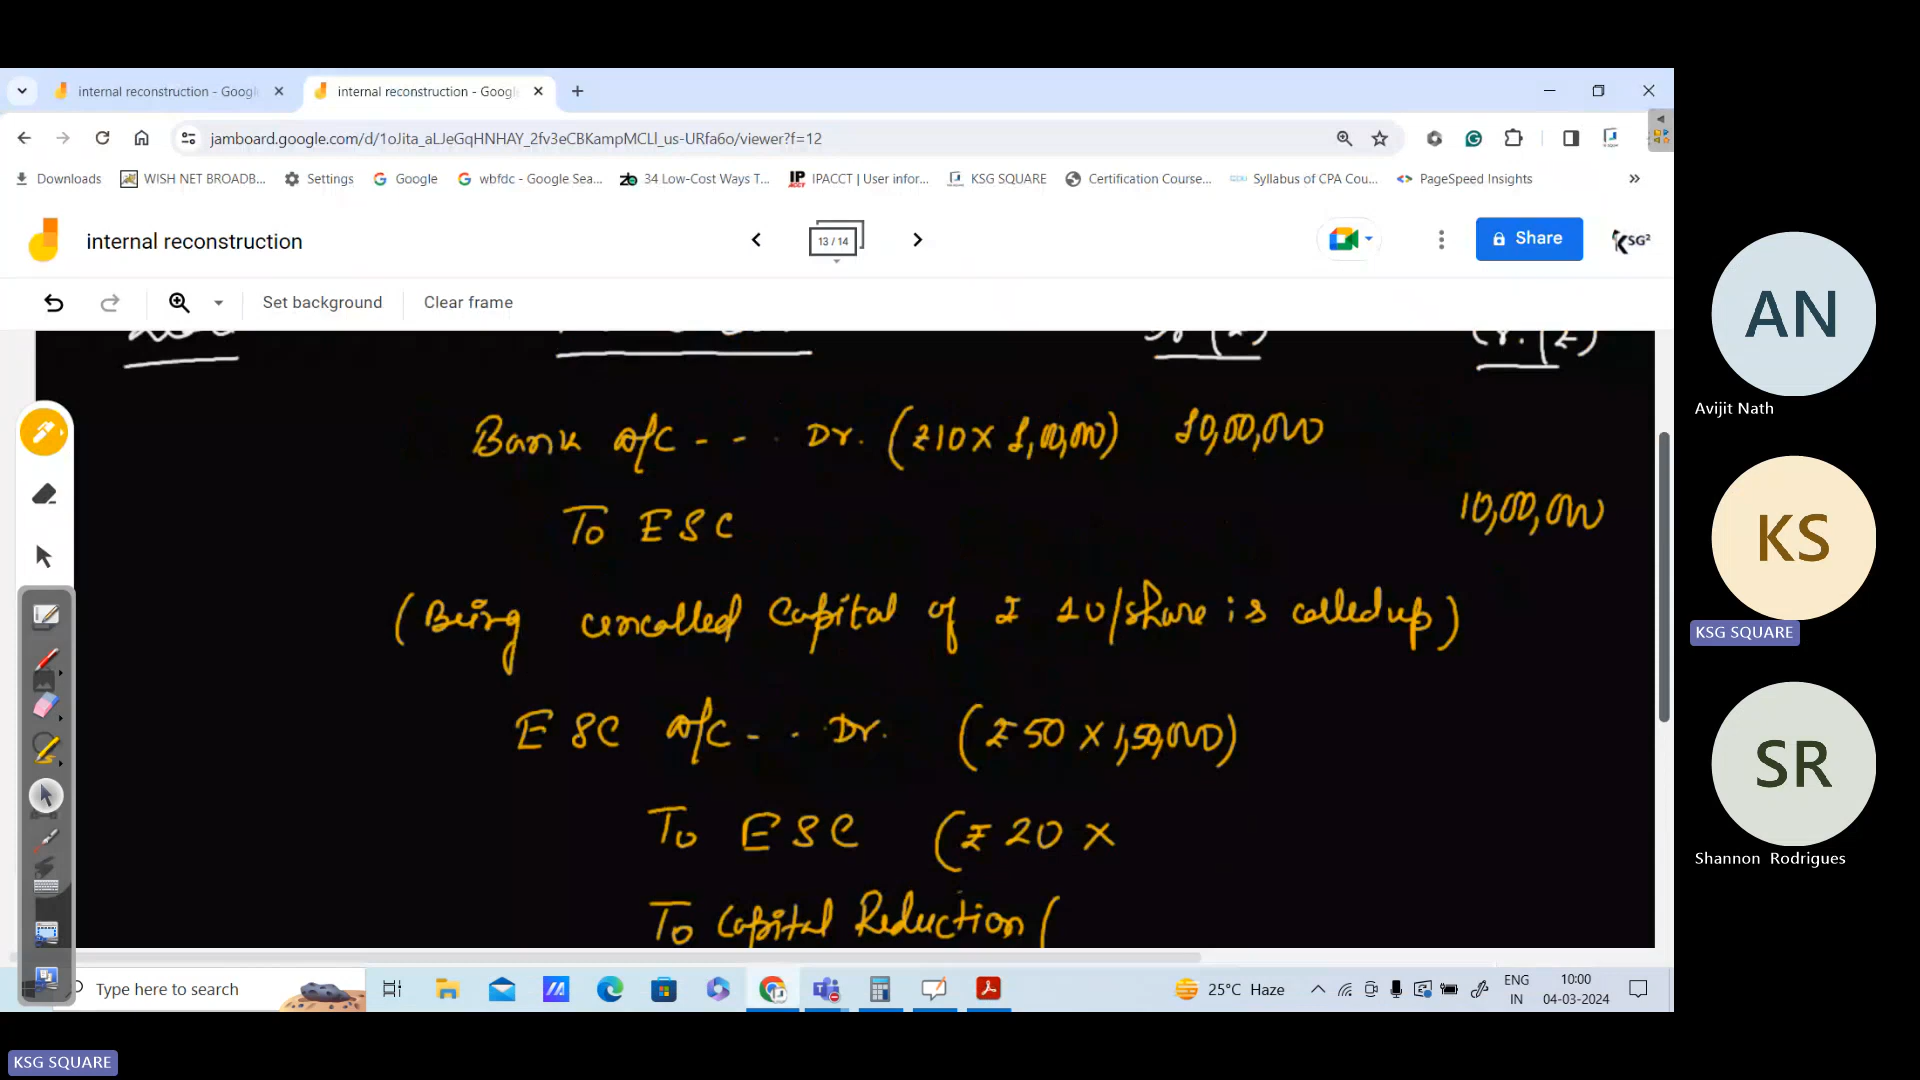 internal reconstruction - Googl
internal reconstruction - Googl
jamboard.google.com/d/1oJita_aLJeGqHNHAY_2fv3eCBKampMCLl_us-URfa6o/viewer?f=12
Downloads WISH NET BROADB... Settings Google wbfdc - Google Sea... 34 Low-Cost Ways T... IPACCT | User infor... KSG SQUARE Certification Course... Syllabus of CPA Cou... PageSpeed Insights
internal reconstruction
13 / 14
Share
KSG²
Set background Clear frame
Cr. (₹)
Bank A/C - - . Dr. (₹10 × 1,00,000) 10,00,000
To ESC 10,00,000
(Being uncalled Capital of ₹ 10/share is called up)
ESC A/C - . Dr. (₹50 × 1,50,000)
To ESC (₹ 20 ×
To Capital Reduction (
Type here to search
25°C Haze
ENG
IN
10:00
04-03-2024
AN
Avijit Nath
KS
KSG SQUARE
SR
Shannon Rodrigues
KSG SQUARE